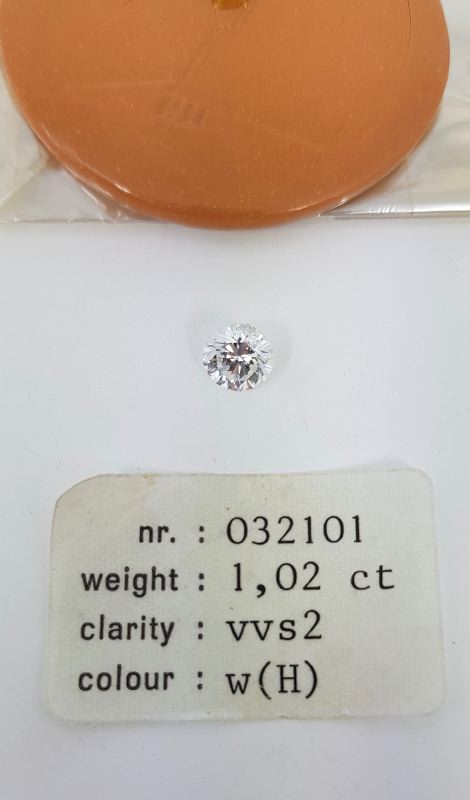 nr. : 032101
weight : 1,02 ct
clarity : vvs2
colour : w(H)